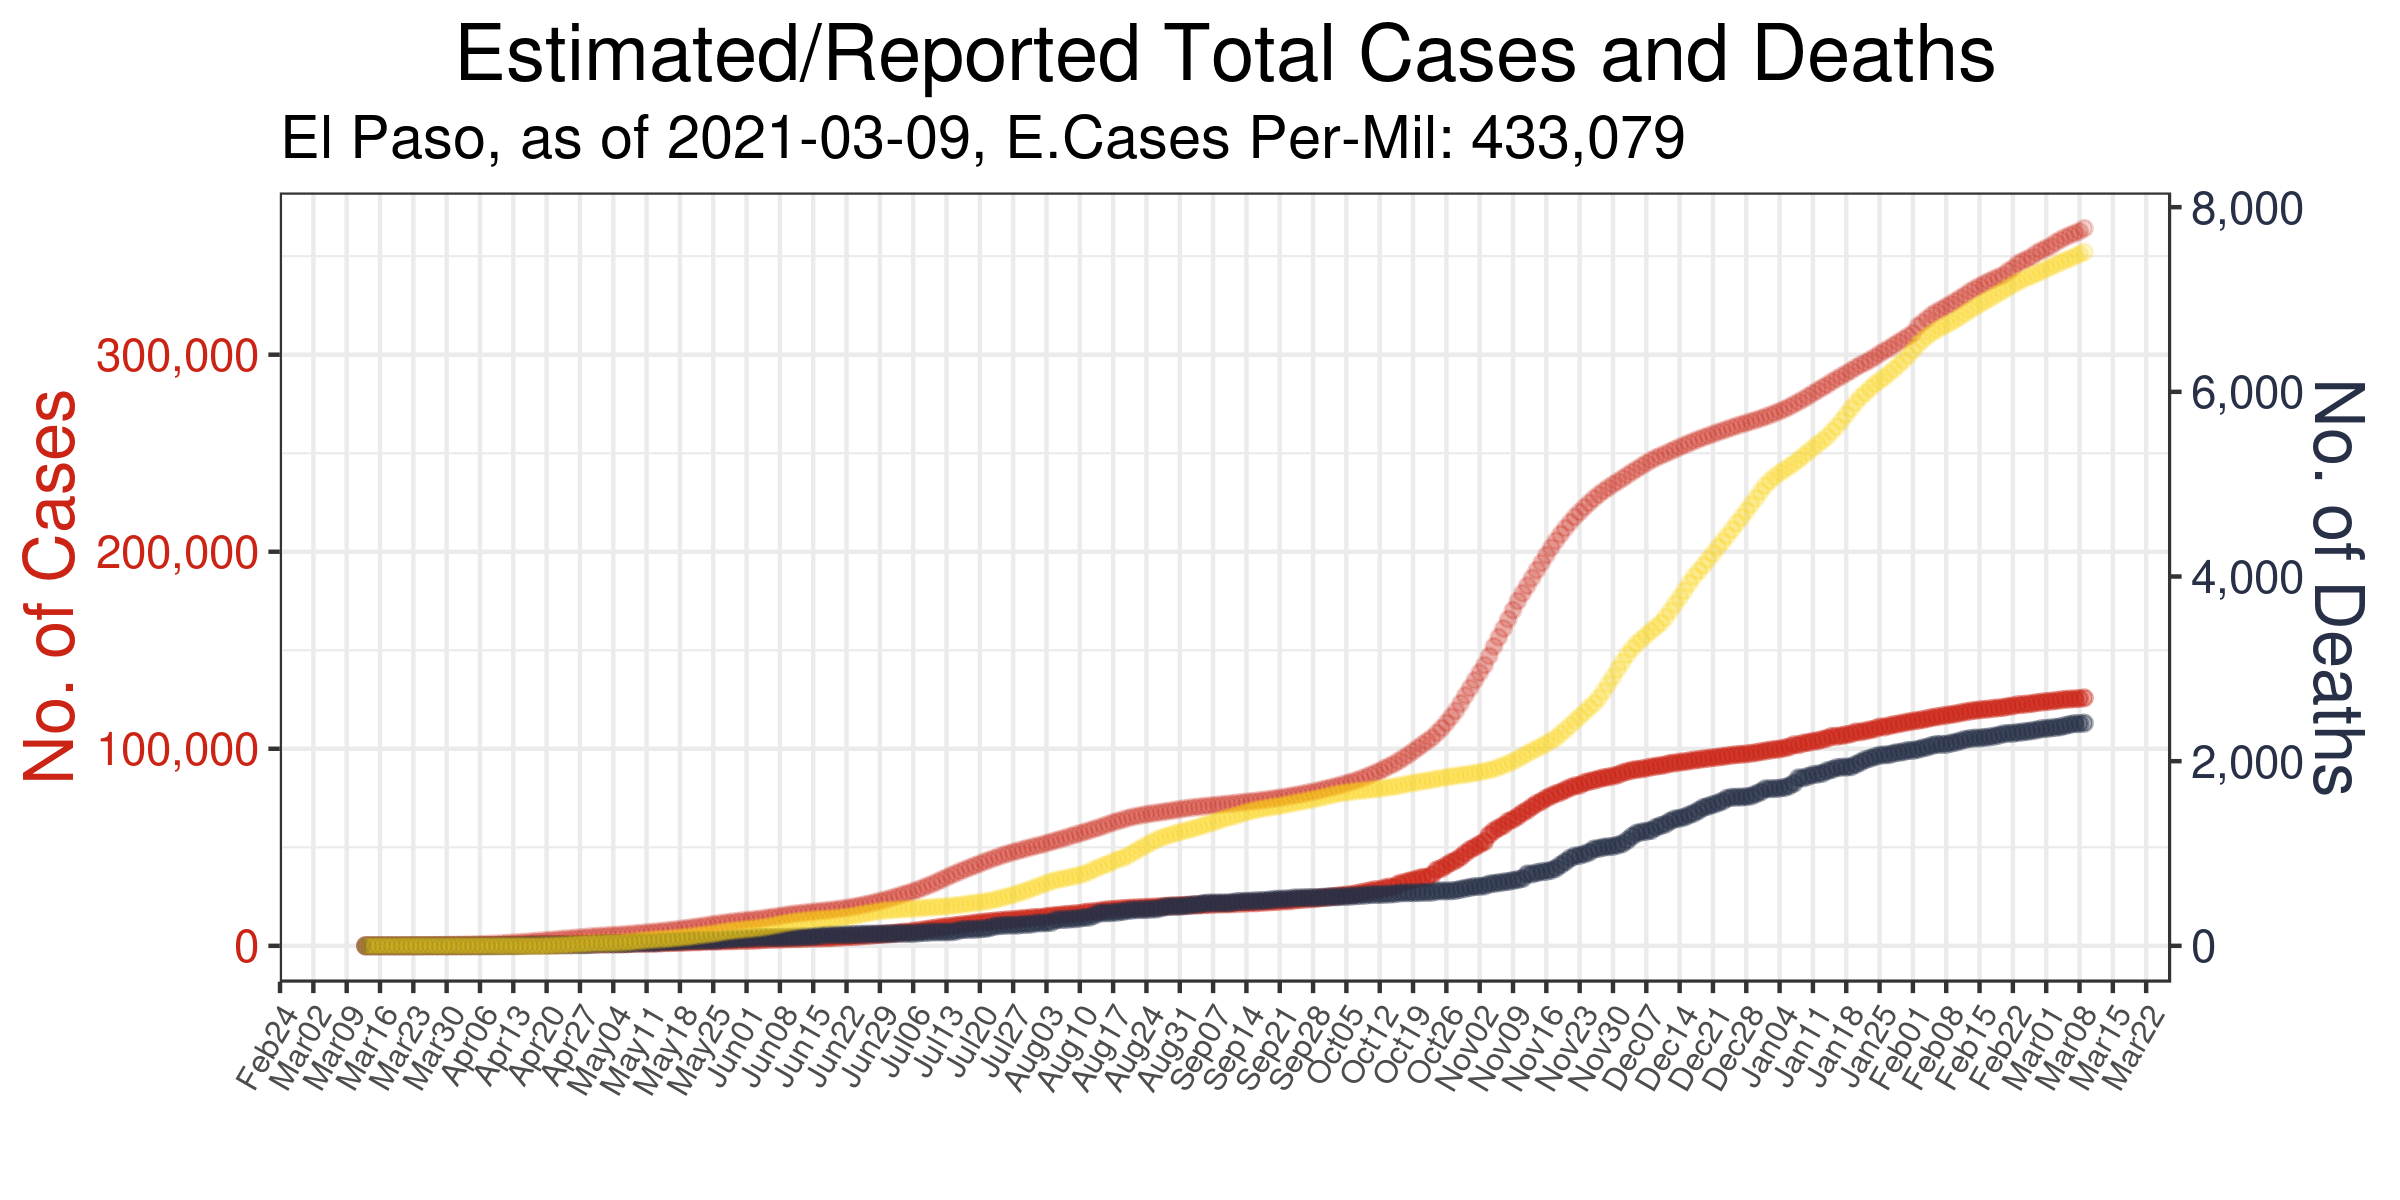 Estimated/Reported Total Cases and Deaths
El Paso, as of 2021-03-09, E.Cases Per-Mil: 433,079
No. of Cases
300,000
200,000
100,000
0
8,000
6,000
4,000
2,000
0
No. of Deaths
Feb24
Mar02
Mar09
Mar16
Mar23
Mar30
Apr06
Apr13
Apr20
Apr27
May04
May11
May18
May25
Jun01
Jun08
Jun15
Jun22
Jun29
Jul06
Jul13
Jul20
Jul27
Aug03
Aug10
Aug17
Aug24
Aug31
Sep07
Sep14
Sep21
Sep28
Oct05
Oct12
Oct19
Oct26
Nov02
Nov09
Nov16
Nov23
Nov30
Dec07
Dec14
Dec21
Dec28
Jan04
Jan11
Jan18
Jan25
Feb01
Feb08
Feb15
Feb22
Mar01
Mar08
Mar15
Mar22